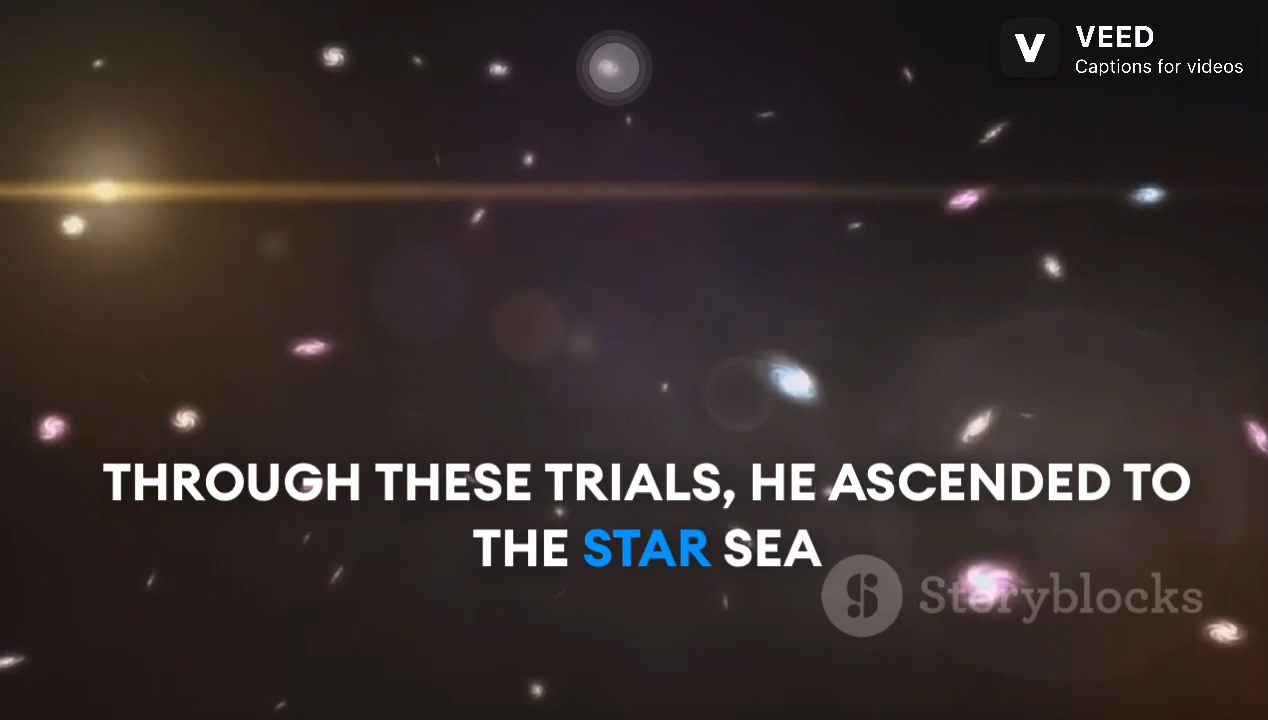 VEED
Captions for videos
THROUGH THESE TRIALS, HE ASCENDED TO
THE STAR SEA
Storyblocks